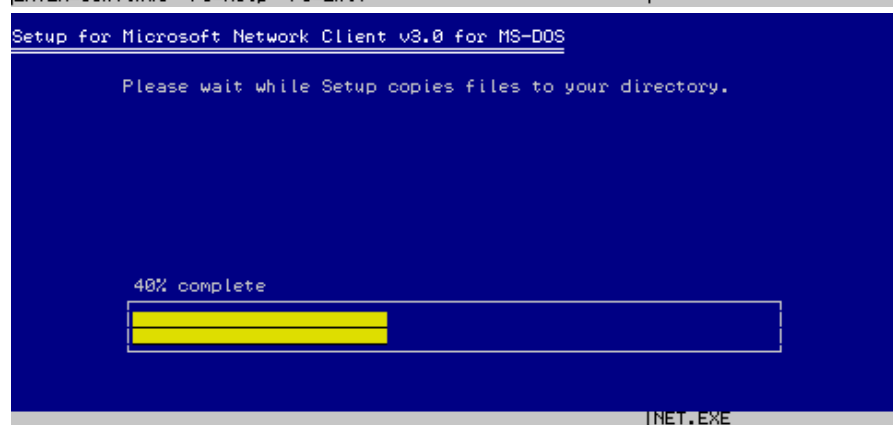 Setup for Microsoft Network Client v3.0 for MS-DOS
Please wait while Setup copies files to your directory.
40% complete
NET.EXE